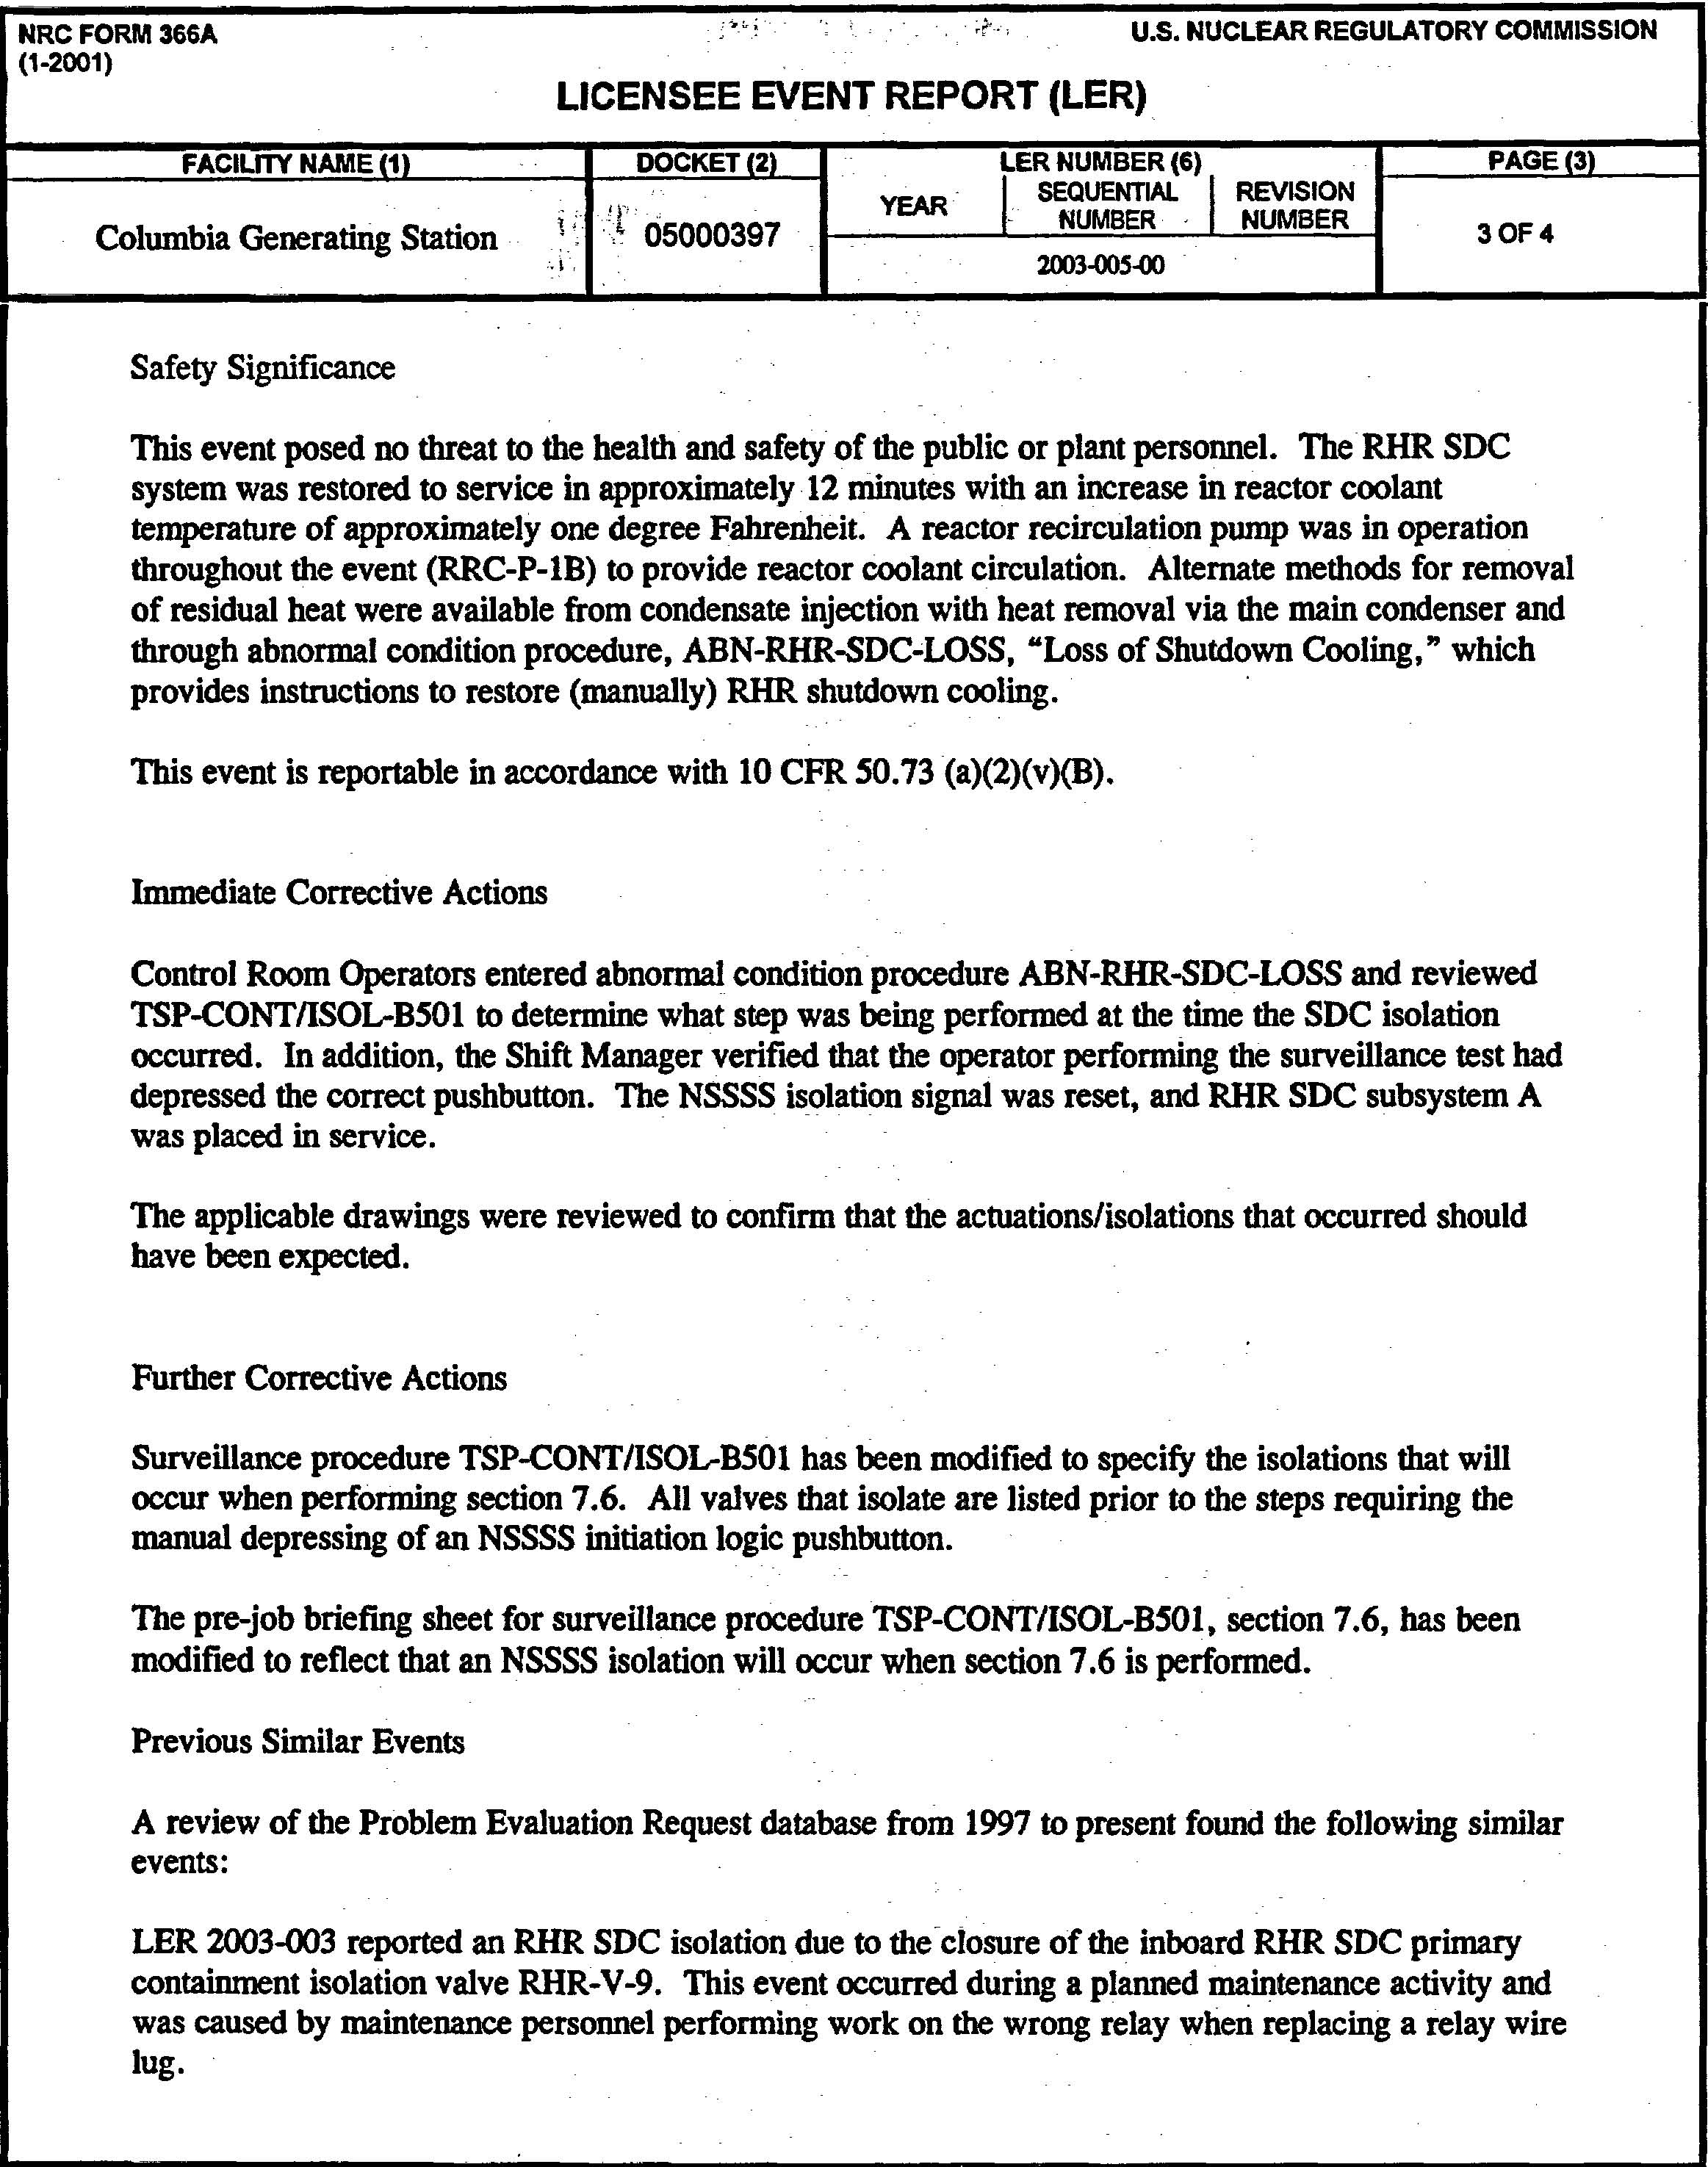 NRC FORM 366A
U.S. NUCLEAR REGULATORY COMMISSION
(1-2001)
LICENSEE EVENT REPORT (LER)
FACILITY NAME (1)
DOCKET (2)
LER NUMBER (6)
PAGE (3)
YEAR
SEQUENTIAL
NUMBER
REVISION
NUMBER
Columbia Generating Station
05000397
3 OF 4
2003-005-00
Safety Significance
This event posed no threat to the health and safety of the public or plant personnel. The RHR SDC
system was restored to service in approximately 12 minutes with an increase in reactor coolant
temperature of approximately one degree Fahrenheit. A reactor recirculation pump was in operation
throughout the event (RRC-P-1B) to provide reactor coolant circulation. Alternate methods for removal
of residual heat were available from condensate injection with heat removal via the main condenser and
through abnormal condition procedure, ABN-RHR-SDC-LOSS, “Loss of Shutdown Cooling,” which
provides instructions to restore (manually) RHR shutdown cooling.
This event is reportable in accordance with 10 CFR 50.73 (a)(2)(v)(B).
Immediate Corrective Actions
Control Room Operators entered abnormal condition procedure ABN-RHR-SDC-LOSS and reviewed
TSP-CONT/ISOL-B501 to determine what step was being performed at the time the SDC isolation
occurred. In addition, the Shift Manager verified that the operator performing the surveillance test had
depressed the correct pushbutton. The NSSSS isolation signal was reset, and RHR SDC subsystem A
was placed in service.
The applicable drawings were reviewed to confirm that the actuations/isolations that occurred should
have been expected.
Further Corrective Actions
Surveillance procedure TSP-CONT/ISOL-B501 has been modified to specify the isolations that will
occur when performing section 7.6. All valves that isolate are listed prior to the steps requiring the
manual depressing of an NSSSS initiation logic pushbutton.
The pre-job briefing sheet for surveillance procedure TSP-CONT/ISOL-B501, section 7.6, has been
modified to reflect that an NSSSS isolation will occur when section 7.6 is performed.
Previous Similar Events
A review of the Problem Evaluation Request database from 1997 to present found the following similar
events:
LER 2003-003 reported an RHR SDC isolation due to the closure of the inboard RHR SDC primary
containment isolation valve RHR-V-9. This event occurred during a planned maintenance activity and
was caused by maintenance personnel performing work on the wrong relay when replacing a relay wire
lug.